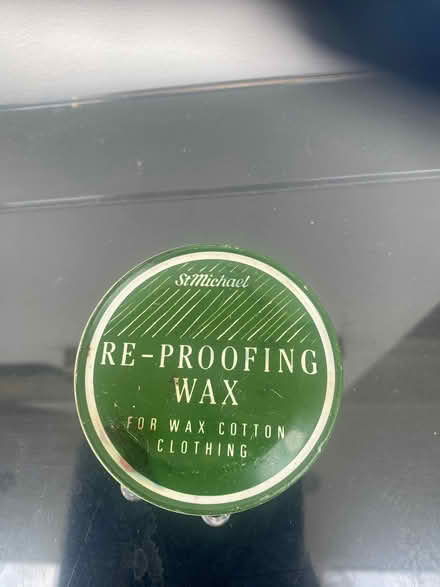 St Michael
RE-PROOFING
WAX
FOR WAX COTTON
CLOTHING